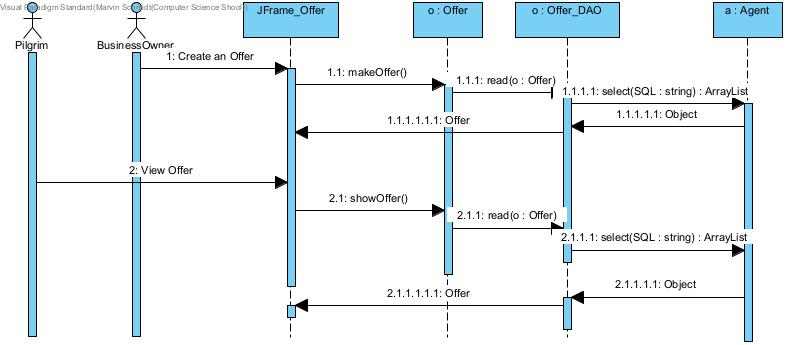 Visual Paradigm Standard(Marvin Schmidt(Computer Science School))
JFrame_Offer
o : Offer
o : Offer_DAO
a : Agent
Pilgrim
BusinessOwner
1: Create an Offer
1.1: makeOffer()
1.1.1: read(o : Offer)
1.1.1.1: select(SQL : string) : ArrayList
1.1.1.1.1: Object
1.1.1.1.1.1: Offer
2: View Offer
2.1: showOffer()
2.1.1: read(o : Offer)
2.1.1.1: select(SQL : string) : ArrayList
2.1.1.1.1: Object
2.1.1.1.1.1: Offer